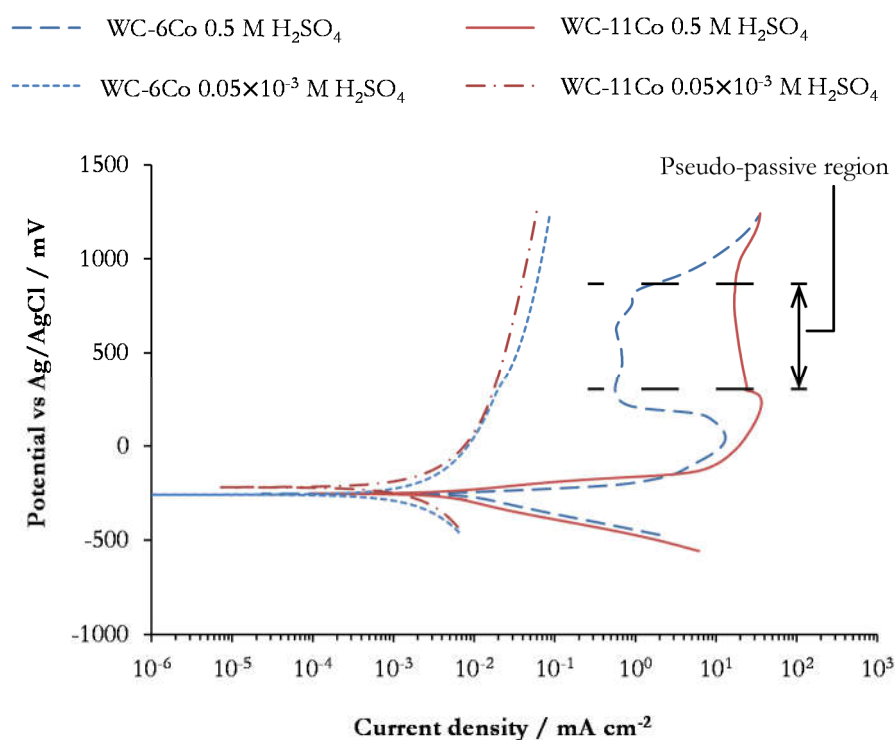 WC-6Co 0.5 M H₂SO₄
WC-11Co 0.5 M H₂SO₄
WC-6Co 0.05×10⁻³ M H₂SO₄
WC-11Co 0.05×10⁻³ M H₂SO₄
Pseudo-passive region
Potential vs Ag/AgCl / mV
1500
1000
500
0
-500
-1000
10⁻⁶ 10⁻⁵ 10⁻⁴ 10⁻³ 10⁻² 10⁻¹ 10⁰ 10¹ 10² 10³
Current density / mA cm⁻²